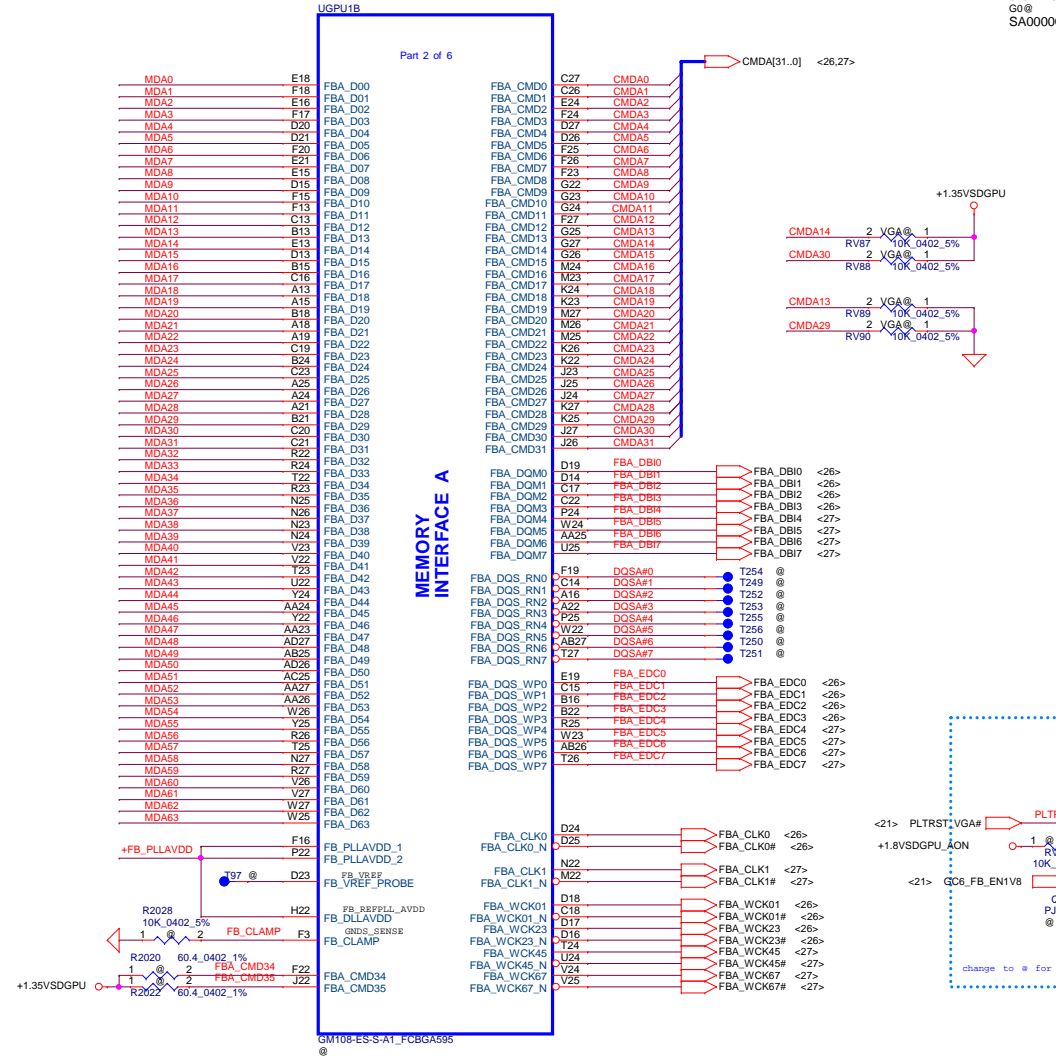 UGPU1B
G0@
SA00000
Part 2 of 6
CMDA[31..0] <26,27>
MDA0 E18 FBA_D00 FBA_CMD0 C27 CMDA0
MDA1 F18 FBA_D01 FBA_CMD1 C26 CMDA1
MDA2 E16 FBA_D02 FBA_CMD2 E24 CMDA2
MDA3 F17 FBA_D03 FBA_CMD3 F24 CMDA3
MDA4 D20 FBA_D04 FBA_CMD4 D27 CMDA4
MDA5 D21 FBA_D05 FBA_CMD5 D26 CMDA5
MDA6 F20 FBA_D06 FBA_CMD6 F25 CMDA6
MDA7 E21 FBA_D07 FBA_CMD7 F26 CMDA7
MDA8 E15 FBA_D08 FBA_CMD8 F23 CMDA8
MDA9 D15 FBA_D09 FBA_CMD9 G22 CMDA9
MDA10 F15 FBA_D10 FBA_CMD10 G23 CMDA10
MDA11 F13 FBA_D11 FBA_CMD11 G24 CMDA11
MDA12 C13 FBA_D12 FBA_CMD12 F27 CMDA12
MDA13 B13 FBA_D13 FBA_CMD13 G25 CMDA13
MDA14 E13 FBA_D14 FBA_CMD14 G27 CMDA14
MDA15 D13 FBA_D15 FBA_CMD15 G26 CMDA15
MDA16 B15 FBA_D16 FBA_CMD16 M24 CMDA16
MDA17 C16 FBA_D17 FBA_CMD17 M23 CMDA17
MDA18 A13 FBA_D18 FBA_CMD18 K24 CMDA18
MDA19 A15 FBA_D19 FBA_CMD19 K23 CMDA19
MDA20 B18 FBA_D20 FBA_CMD20 M27 CMDA20
MDA21 A18 FBA_D21 FBA_CMD21 M26 CMDA21
MDA22 A19 FBA_D22 FBA_CMD22 M25 CMDA22
MDA23 C19 FBA_D23 FBA_CMD23 K26 CMDA23
MDA24 B24 FBA_D24 FBA_CMD24 K22 CMDA24
MDA25 C23 FBA_D25 FBA_CMD25 J23 CMDA25
MDA26 A25 FBA_D26 FBA_CMD26 J25 CMDA26
MDA27 A24 FBA_D27 FBA_CMD27 J24 CMDA27
MDA28 A21 FBA_D28 FBA_CMD28 K27 CMDA28
MDA29 B21 FBA_D29 FBA_CMD29 K25 CMDA29
MDA30 C20 FBA_D30 FBA_CMD30 J27 CMDA30
MDA31 C21 FBA_D31 FBA_CMD31 J26 CMDA31
+1.35VSDGPU
CMDA14 2 VGA@ 1
RV87 10K_0402_5%
CMDA30 2 VGA@ 1
RV88 10K_0402_5%
CMDA13 2 VGA@ 1
RV89 10K_0402_5%
CMDA29 2 VGA@ 1
RV90 10K_0402_5%
MDA32 R22 FBA_D32
MDA33 R24 FBA_D33
MDA34 T22 FBA_D34
MDA35 R23 FBA_D35
MDA36 N25 FBA_D36
MDA37 N26 FBA_D37
MDA38 N23 FBA_D38
MDA39 N24 FBA_D39
MDA40 V23 FBA_D40
MDA41 V22 FBA_D41
MDA42 T23 FBA_D42
MDA43 U22 FBA_D43
MDA44 Y24 FBA_D44
MDA45 AA24 FBA_D45
MDA46 Y22 FBA_D46
MDA47 AA23 FBA_D47
MDA48 AD27 FBA_D48
MDA49 AB25 FBA_D49
MDA50 AD26 FBA_D50
MDA51 AC25 FBA_D51
MDA52 AA27 FBA_D52
MDA53 AA26 FBA_D53
MDA54 W26 FBA_D54
MDA55 Y25 FBA_D55
MDA56 R26 FBA_D56
MDA57 T25 FBA_D57
MDA58 N27 FBA_D58
MDA59 R27 FBA_D59
MDA60 V26 FBA_D60
MDA61 V27 FBA_D61
MDA62 W27 FBA_D62
MDA63 W25 FBA_D63
MEMORY
INTERFACE A
FBA_DQM0 D19 FBA_DBI0 FBA_DBI0 <26>
FBA_DQM1 D14 FBA_DBI1 FBA_DBI1 <26>
FBA_DQM2 C17 FBA_DBI2 FBA_DBI2 <26>
FBA_DQM3 C22 FBA_DBI3 FBA_DBI3 <26>
FBA_DQM4 P24 FBA_DBI4 FBA_DBI4 <27>
FBA_DQM5 W24 FBA_DBI5 FBA_DBI5 <27>
FBA_DQM6 AA25 FBA_DBI6 FBA_DBI6 <27>
FBA_DQM7 U25 FBA_DBI7 FBA_DBI7 <27>
FBA_DQS_RN0 F19 DQSA#0 T254 @
FBA_DQS_RN1 C14 DQSA#1 T249 @
FBA_DQS_RN2 A16 DQSA#2 T252 @
FBA_DQS_RN3 A22 DQSA#3 T253 @
FBA_DQS_RN4 P25 DQSA#4 T255 @
FBA_DQS_RN5 W22 DQSA#5 T256 @
FBA_DQS_RN6 AB27 DQSA#6 T250 @
FBA_DQS_RN7 T27 DQSA#7 T251 @
FBA_DQS_WP0 E19 FBA_EDC0 FBA_EDC0 <26>
FBA_DQS_WP1 C15 FBA_EDC1 FBA_EDC1 <26>
FBA_DQS_WP2 B16 FBA_EDC2 FBA_EDC2 <26>
FBA_DQS_WP3 B22 FBA_EDC3 FBA_EDC3 <26>
FBA_DQS_WP4 R25 FBA_EDC4 FBA_EDC4 <27>
FBA_DQS_WP5 W23 FBA_EDC5 FBA_EDC5 <27>
FBA_DQS_WP6 AB26 FBA_EDC6 FBA_EDC6 <27>
FBA_DQS_WP7 T26 FBA_EDC7 FBA_EDC7 <27>
+FB_PLLAVDD F16 FBA_PLLAVDD_1
P22 FB_PLLAVDD_2
T97 @ D23 FB_VREF
FB_VREF_PROBE
H22 FB_REFPLL_AVDD
FB_DLLAVDD
R2028
10K_0402_5%
1 @ 2 FB_CLAMP F3 GNDS_SENSE
FB_CLAMP
R2020 60.4_0402_1%
1 @ 2 FBA_CMD34 F22 FBA_CMD34
+1.35VSDGPU 1 @ 2 FBA_CMD35 J22 FBA_CMD35
R2022 60.4_0402_1%
FBA_CLK0 D24 FBA_CLK0 <26>
FBA_CLK0_N D25 FBA_CLK0# <26>
FBA_CLK1 N22 FBA_CLK1 <27>
FBA_CLK1_N M22 FBA_CLK1# <27>
FBA_WCK01 D18 FBA_WCK01 <26>
FBA_WCK01_N C18 FBA_WCK01# <26>
FBA_WCK23 D17 FBA_WCK23 <26>
FBA_WCK23_N D16 FBA_WCK23# <26>
FBA_WCK45 T24 FBA_WCK45 <27>
FBA_WCK45_N U24 FBA_WCK45# <27>
FBA_WCK67 V24 FBA_WCK67 <27>
FBA_WCK67_N V25 FBA_WCK67# <27>
<21> PLTRST_VGA#
+1.8VSDGPU_AON 1 @
10K_
<21> GC6_FB_EN1V8
PJ
@
change to @ for
GM108-ES-S-A1_FCBGA595
@